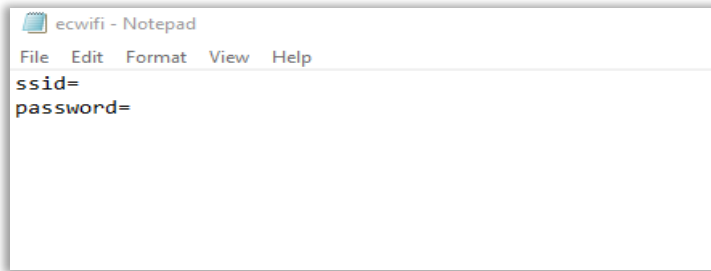 ecwifi - Notepad
File Edit Format View Help
ssid=
password=